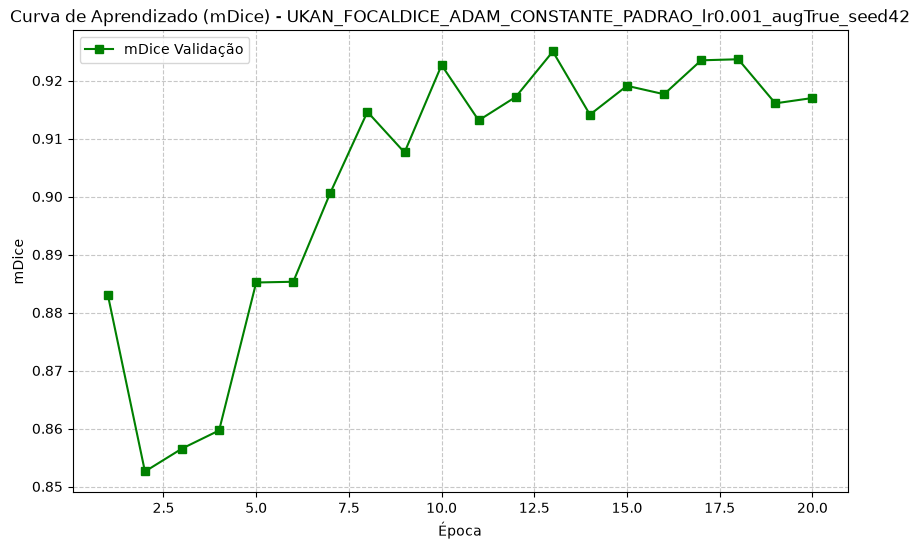 Curva de Aprendizado (mDice) - UKAN_FOCALDICE_ADAM_CONSTANTE_PADRAO_lr0.001_augTrue_seed42
mDice Validação
0.92
0.91
0.90
0.89
0.88
0.87
0.86
0.85
mDice
2.5 5.0 7.5 10.0 12.5 15.0 17.5 20.0
Época